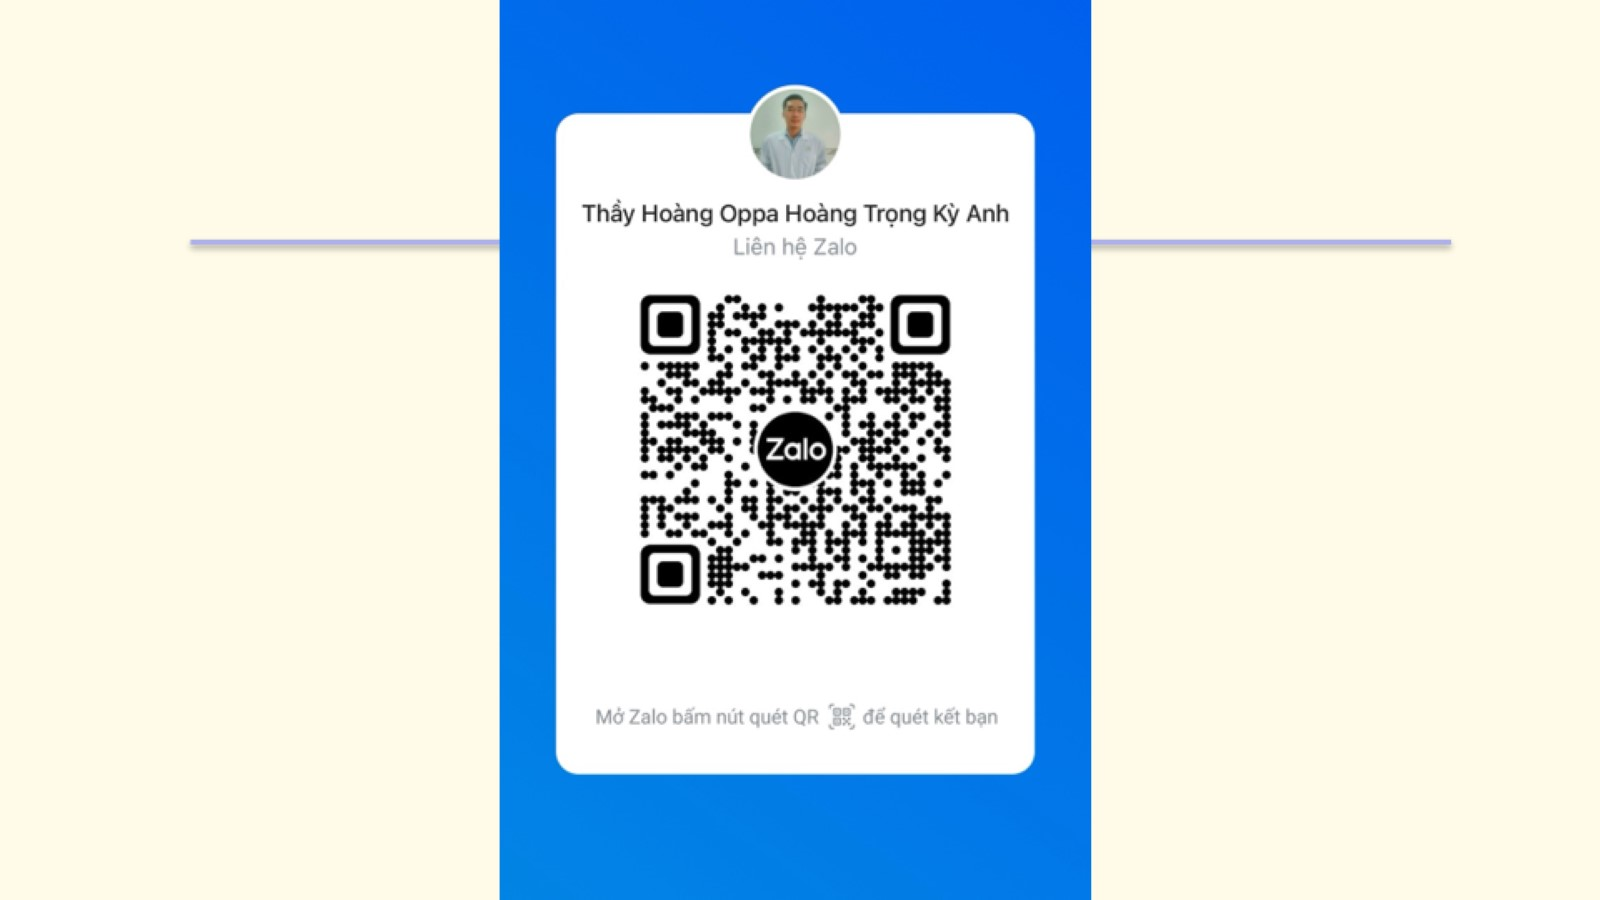 Thầy Hoàng Oppa Hoàng Trọng Kỳ Anh
Liên hệ Zalo
Zalo
Mở Zalo bấm nút quét QR để quét kết bạn